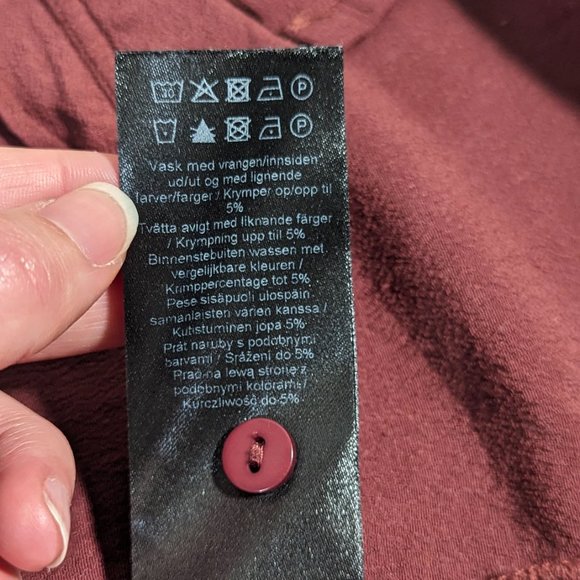 30 P
P
Vask med vrangen/innsiden
ud/ut og med lignende
farver/farger / Krymper op/opp til
5%
Tvätta avigt med liknande färger
/ Krympning upp till 5%
Binnenstebuiten wassen met
vergelijkbare kleuren /
Krimppercentage tot 5%
Pese sisäpuoli ulospäin
samanlaisten värien kanssa /
Kutistuminen jopa 5%
Prát naruby s podobnými
barvami / Srážení do 5%
Prać na lewą stronę z
podobnymi kolorami /
Kurczliwość do 5%